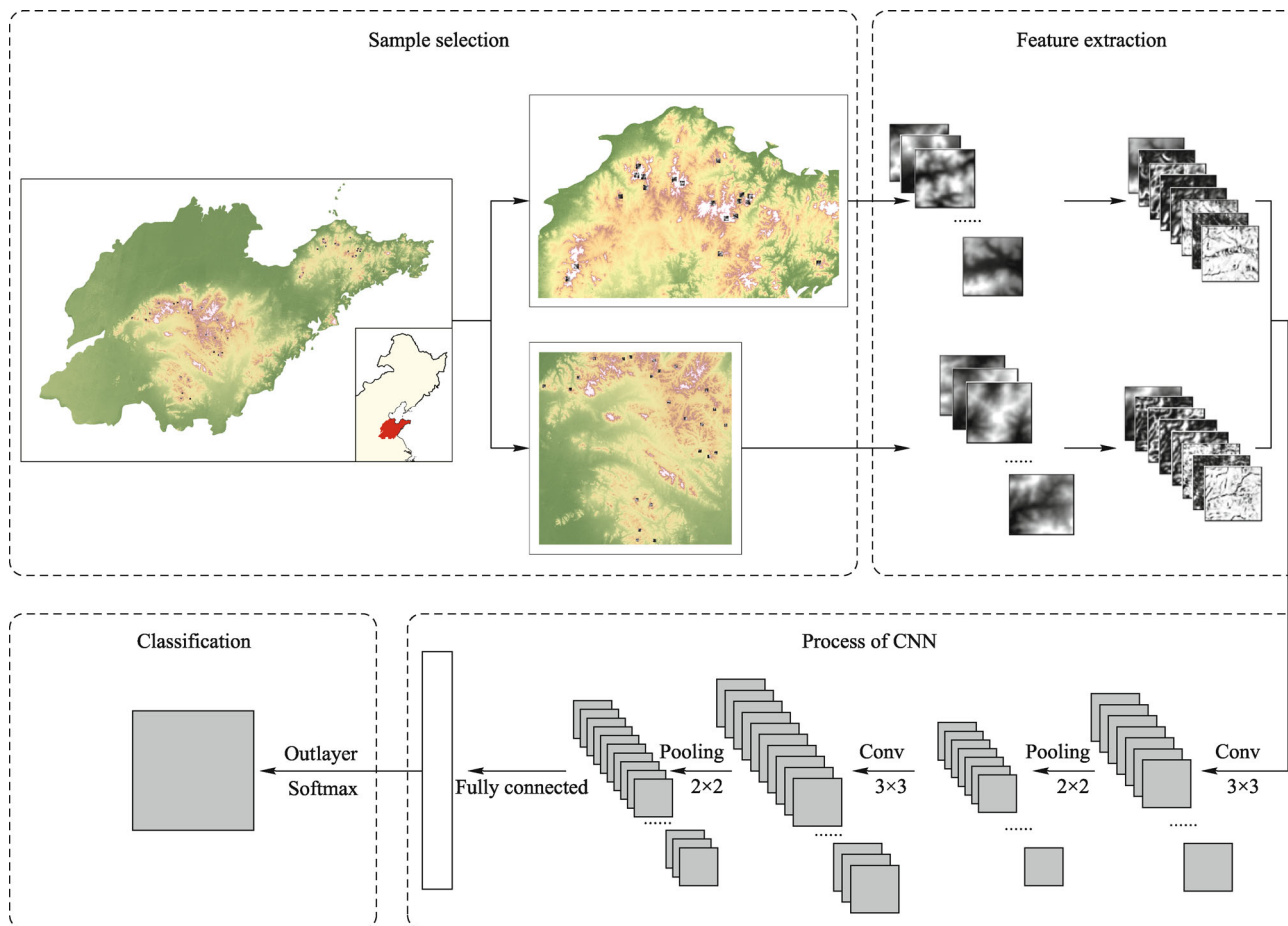 Sample selection
Feature extraction
......
......
Classification
Process of CNN
Outlayer
Softmax
Fully connected
Pooling
2×2
Conv
3×3
Pooling
2×2
Conv
3×3
......
......
......
......